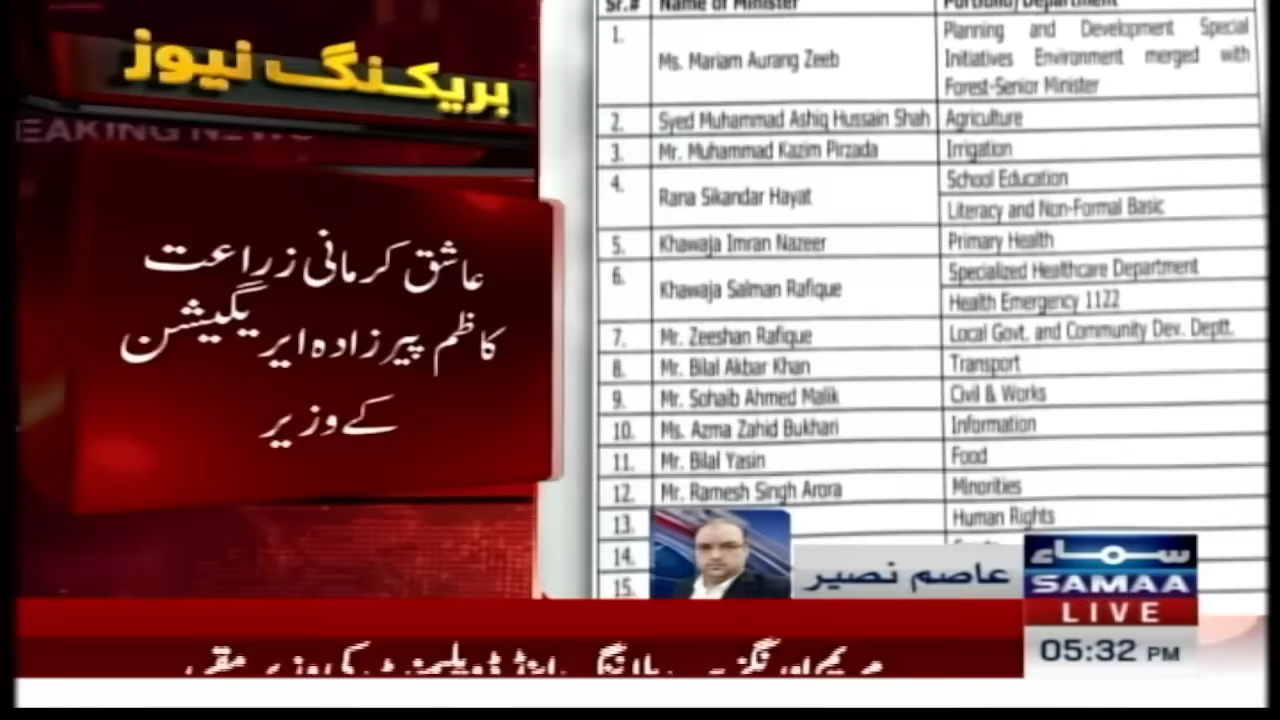 بریکنگ نیوز
EAKING NEWS
عاشق کرمانی زراعت
کاظم پیرزادہ ایریگیشن
کے وزیر
Sr.# Name of Minister Portfolio/Department
1. Ms. Mariam Aurang Zeeb Planning and Development Special
Initiatives Environment merged with
Forest-Senior Minister
2. Syed Muhammad Ashiq Hussain Shah Agriculture
3. Mr. Muhammad Kazim Pirzada Irrigation
4. Rana Sikandar Hayat School Education
Literacy and Non-Formal Basic
5. Khawaja Imran Nazeer Primary Health
6. Khawaja Salman Rafique Specialized Healthcare Department
Health Emergency 1122
7. Mr. Zeeshan Rafique Local Govt. and Community Dev. Deptt.
8. Mr. Bilal Akbar Khan Transport
9. Mr. Sohaib Ahmed Malik Civil & Works
10. Ms. Azma Zahid Bukhari Information
11. Mr. Bilal Yasin Food
12. Mr. Ramesh Singh Arora Minorities
13. Human Rights
14.
15.
عاصم نصیر
سماء
SAMAA
LIVE
05:32 PM